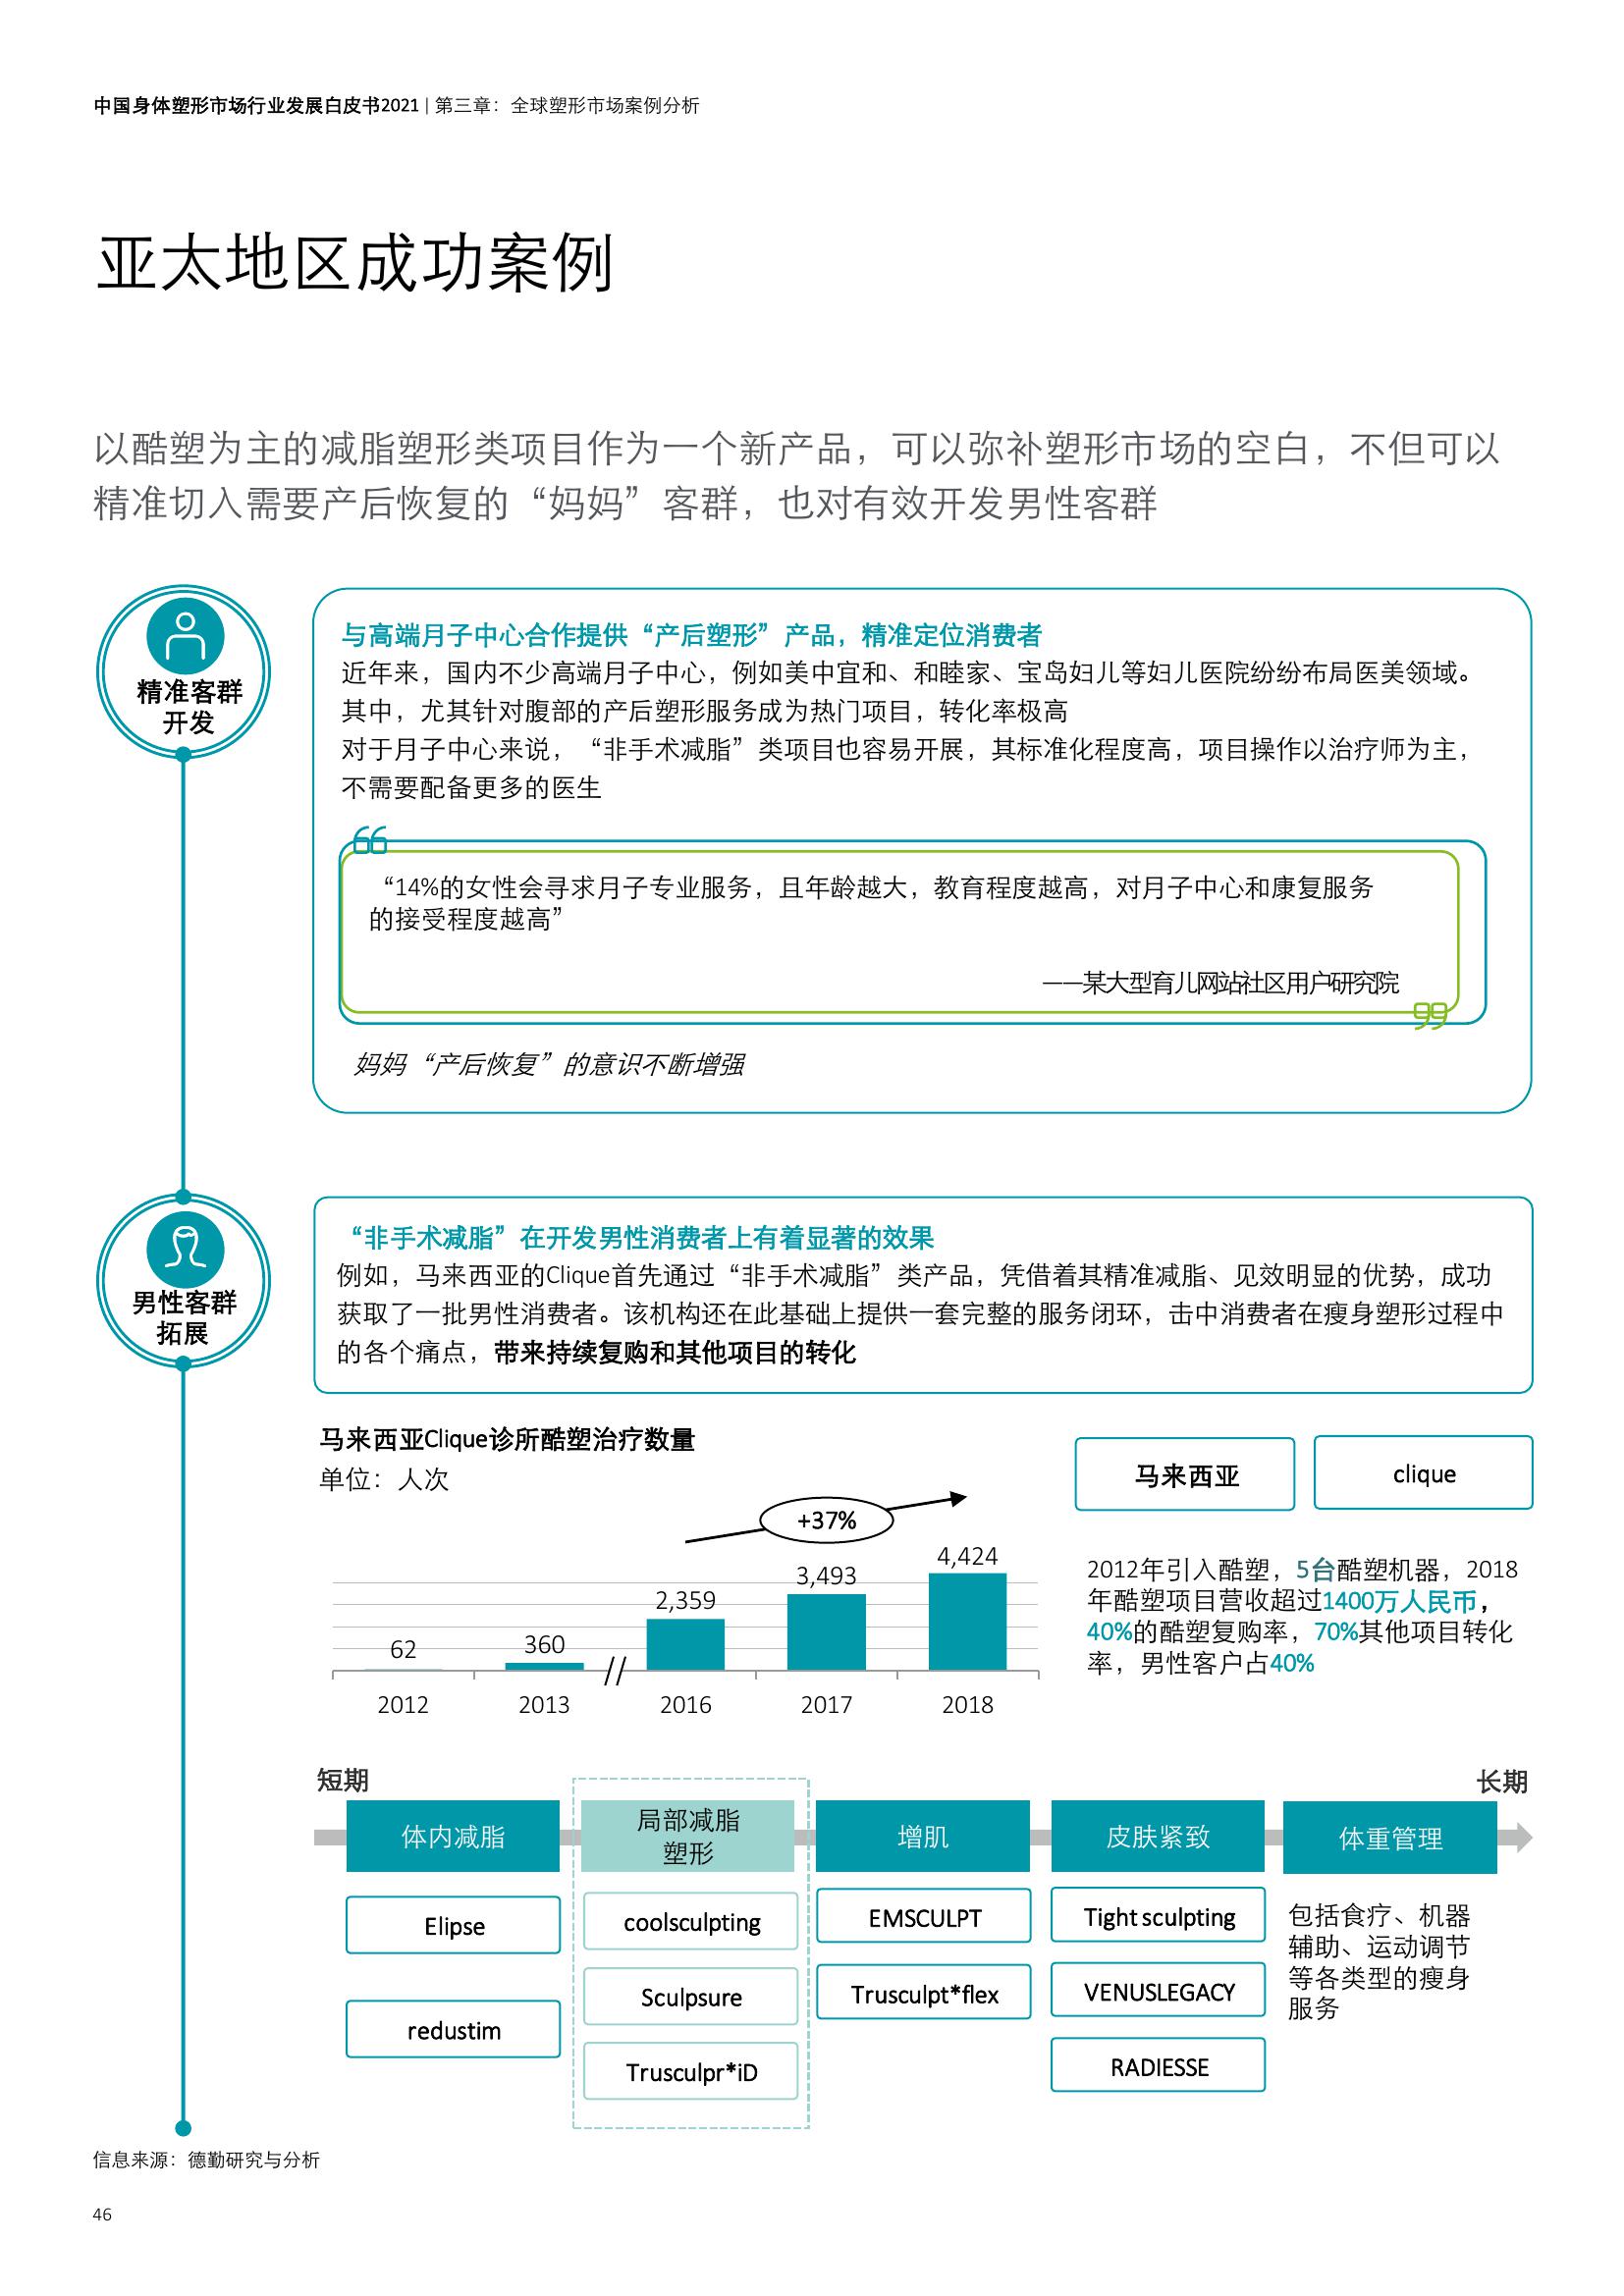 中国身体塑形市场行业发展白皮书2021 | 第三章：全球塑形市场案例分析
亚太地区成功案例
以酷塑为主的减脂塑形类项目作为一个新产品，可以弥补塑形市场的空白，不但可以
精准切入需要产后恢复的“妈妈”客群，也对有效开发男性客群
精准客群
开发
与高端月子中心合作提供“产后塑形”产品，精准定位消费者
近年来，国内不少高端月子中心，例如美中宜和、和睦家、宝岛妇儿等妇儿医院纷纷布局医美领域。
其中，尤其针对腹部的产后塑形服务成为热门项目，转化率极高
对于月子中心来说，“非手术减脂”类项目也容易开展，其标准化程度高，项目操作以治疗师为主，
不需要配备更多的医生
“14%的女性会寻求月子专业服务，且年龄越大，教育程度越高，对月子中心和康复服务
的接受程度越高”
——某大型育儿网站社区用户研究院
妈妈“产后恢复”的意识不断增强
男性客群
拓展
“非手术减脂”在开发男性消费者上有着显著的效果
例如，马来西亚的Clique首先通过“非手术减脂”类产品，凭借着其精准减脂、见效明显的优势，成功
获取了一批男性消费者。该机构还在此基础上提供一套完整的服务闭环，击中消费者在瘦身塑形过程中
的各个痛点，带来持续复购和其他项目的转化
马来西亚Clique诊所酷塑治疗数量
单位：人次
+37%
62
360
2,359
3,493
4,424
2012
2013
2016
2017
2018
马来西亚
clique
2012年引入酷塑，5台酷塑机器，2018
年酷塑项目营收超过1400万人民币，
40%的酷塑复购率，70%其他项目转化
率，男性客户占40%
短期
长期
体内减脂
局部减脂
塑形
增肌
皮肤紧致
体重管理
Elipse
redustim
coolsculpting
Sculpsure
Trusculpr*iD
EMSCULPT
Trusculpt*flex
Tight sculpting
VENUSLEGACY
RADIESSE
包括食疗、机器
辅助、运动调节
等各类型的瘦身
服务
信息来源：德勤研究与分析
46